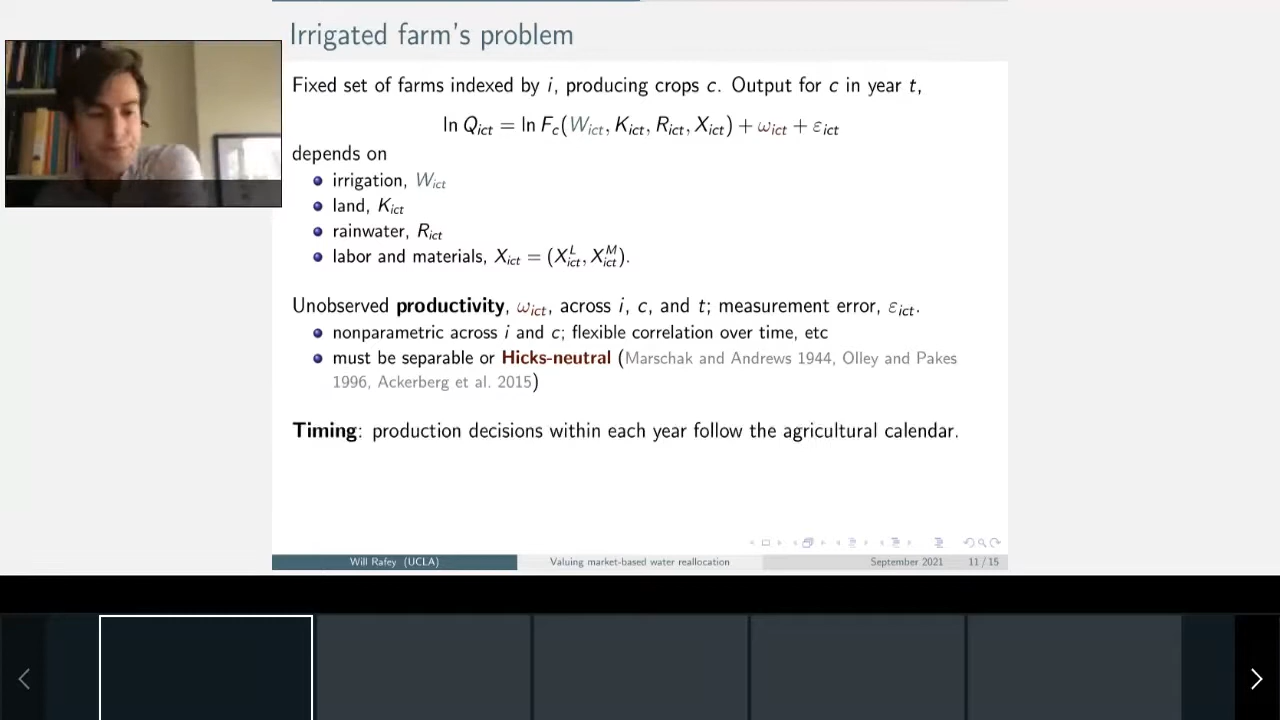 Irrigated farm's problem
Fixed set of farms indexed by i, producing crops c. Output for c in year t,
ln Q_ict = ln F_c(W_ict, K_ict, R_ict, X_ict) + ω_ict + ε_ict
depends on
irrigation, W_ict
land, K_ict
rainwater, R_ict
labor and materials, X_ict = (X^L_ict, X^M_ict).
Unobserved productivity, ω_ict, across i, c, and t; measurement error, ε_ict.
nonparametric across i and c; flexible correlation over time, etc
must be separable or Hicks-neutral (Marschak and Andrews 1944, Olley and Pakes
1996, Ackerberg et al. 2015)
Timing: production decisions within each year follow the agricultural calendar.
Will Rafey (UCLA) Valuing market-based water reallocation September 2021 11 / 15